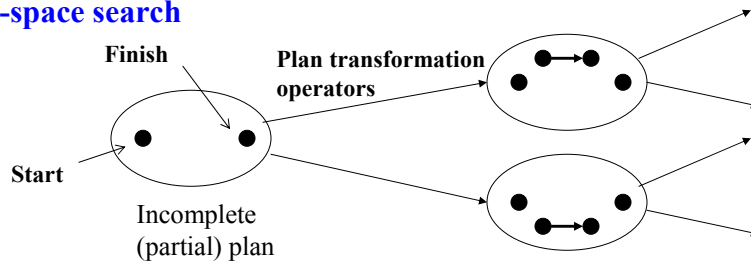 -space search
Finish
Plan transformation
operators
Start
Incomplete
(partial) plan